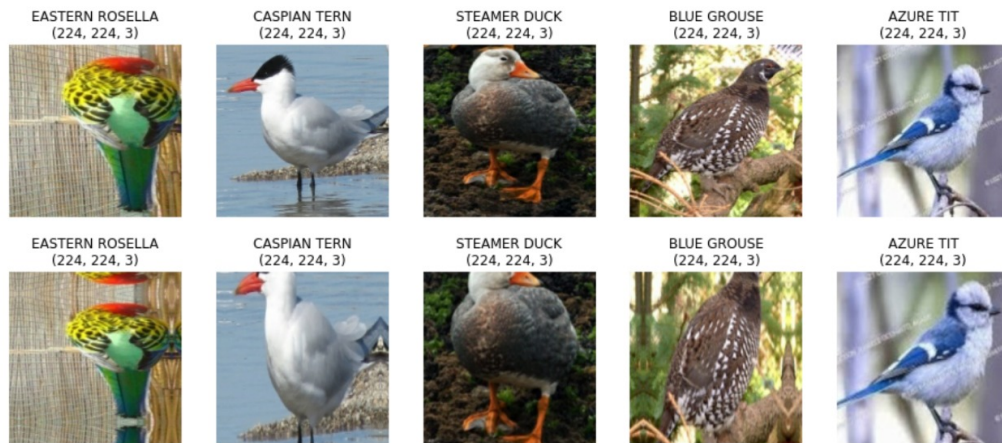 EASTERN ROSELLA
(224, 224, 3)
CASPIAN TERN
(224, 224, 3)
STEAMER DUCK
(224, 224, 3)
BLUE GROUSE
(224, 224, 3)
AZURE TIT
(224, 224, 3)
EASTERN ROSELLA
(224, 224, 3)
CASPIAN TERN
(224, 224, 3)
STEAMER DUCK
(224, 224, 3)
BLUE GROUSE
(224, 224, 3)
AZURE TIT
(224, 224, 3)